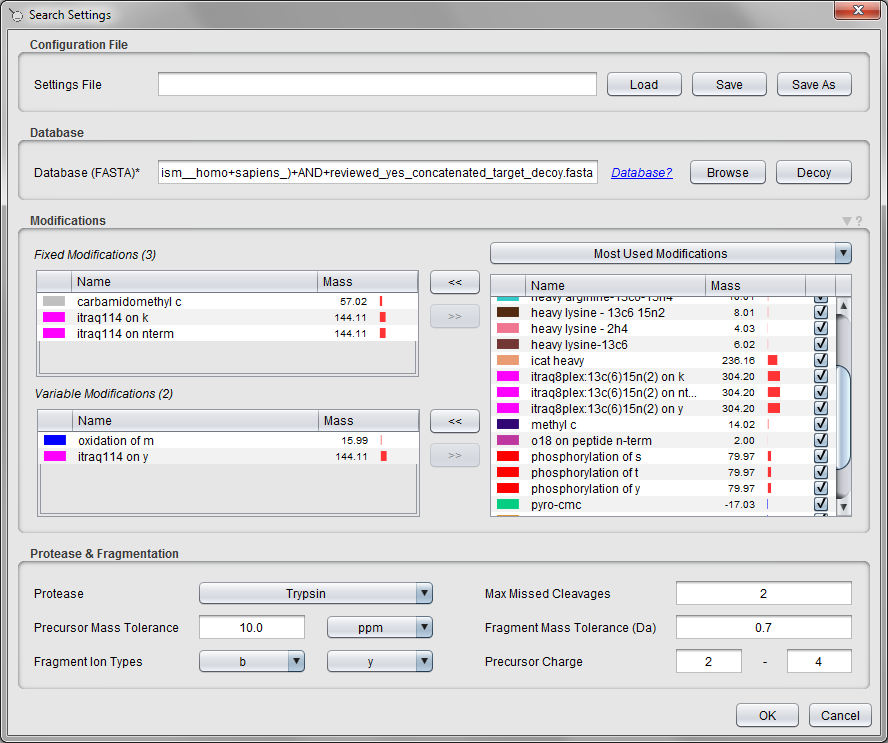 Search Settings
Configuration File
Settings File
Load
Save
Save As
Database
Database (FASTA)*
ism__homo+sapiens_)+AND+reviewed_yes_concatenated_target_decoy.fasta
Database?
Browse
Decoy
Modifications
?
Fixed Modifications (3)
Name Mass
carbamidomethyl c 57.02
itraq114 on k 144.11
itraq114 on nterm 144.11
<<
>>
Variable Modifications (2)
Name Mass
oxidation of m 15.99
itraq114 on y 144.11
<<
>>
Most Used Modifications
Name Mass
heavy arginine-13c6-15n4 10.01
heavy lysine - 13c6 15n2 8.01
heavy lysine - 2h4 4.03
heavy lysine-13c6 6.02
icat heavy 236.16
itraq8plex:13c(6)15n(2) on k 304.20
itraq8plex:13c(6)15n(2) on nt... 304.20
itraq8plex:13c(6)15n(2) on y 304.20
methyl c 14.02
o18 on peptide n-term 2.00
phosphorylation of s 79.97
phosphorylation of t 79.97
phosphorylation of y 79.97
pyro-cmc -17.03
Protease & Fragmentation
Protease Trypsin
Max Missed Cleavages 2
Precursor Mass Tolerance 10.0 ppm
Fragment Mass Tolerance (Da) 0.7
Fragment Ion Types b y
Precursor Charge 2 - 4
OK
Cancel